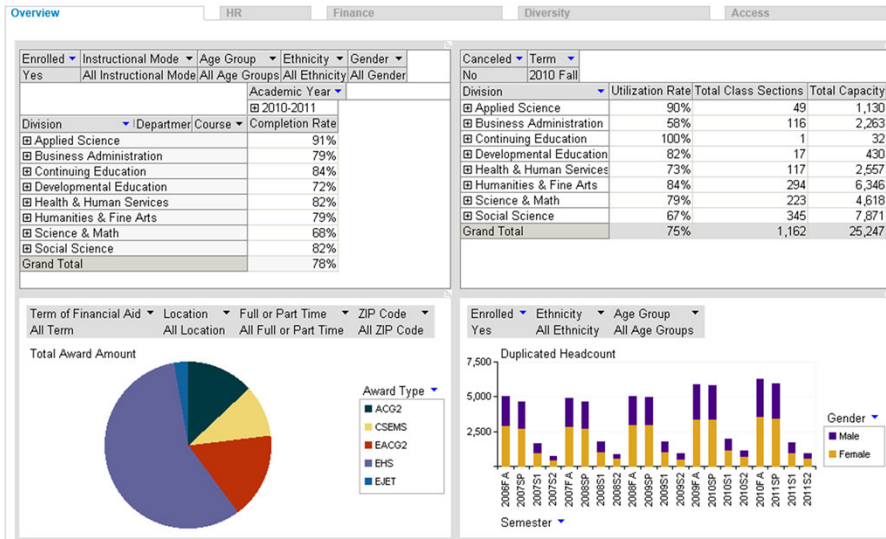 Overview HR Finance Diversity Access
Enrolled Instructional Mode Age Group Ethnicity Gender
Yes All Instructional Mode All Age Groups All Ethnicity All Gender
Academic Year
2010-2011
Division Departmer Course Completion Rate
Applied Science 91%
Business Administration 79%
Continuing Education 84%
Developmental Education 72%
Health & Human Services 82%
Humanities & Fine Arts 79%
Science & Math 68%
Social Science 82%
Grand Total 78%
Canceled Term
No 2010 Fall
Division Utilization Rate Total Class Sections Total Capacity
Applied Science 90% 49 1,130
Business Administration 58% 116 2,263
Continuing Education 100% 1 32
Developmental Education 82% 17 430
Health & Human Services 73% 117 2,557
Humanities & Fine Arts 84% 294 6,346
Science & Math 79% 223 4,618
Social Science 67% 345 7,871
Grand Total 75% 1,162 25,247
Term of Financial Aid Location Full or Part Time ZIP Code
All Term All Location All Full or Part Time All ZIP Code
Total Award Amount
Award Type
ACG2
CSEMS
EACG2
EHS
EJET
Enrolled Ethnicity Age Group
Yes All Ethnicity All Age Groups
Duplicated Headcount
7,500
5,000
2,500
Gender
Male
Female
2006FA 2007SP 2007S1 2007S2 2007FA 2008SP 2008S1 2008S2 2008FA 2009SP 2009S1 2009S2 2009FA 2010SP 2010S1 2010S2 2010FA 2011SP 2011S1 2011S2
Semester